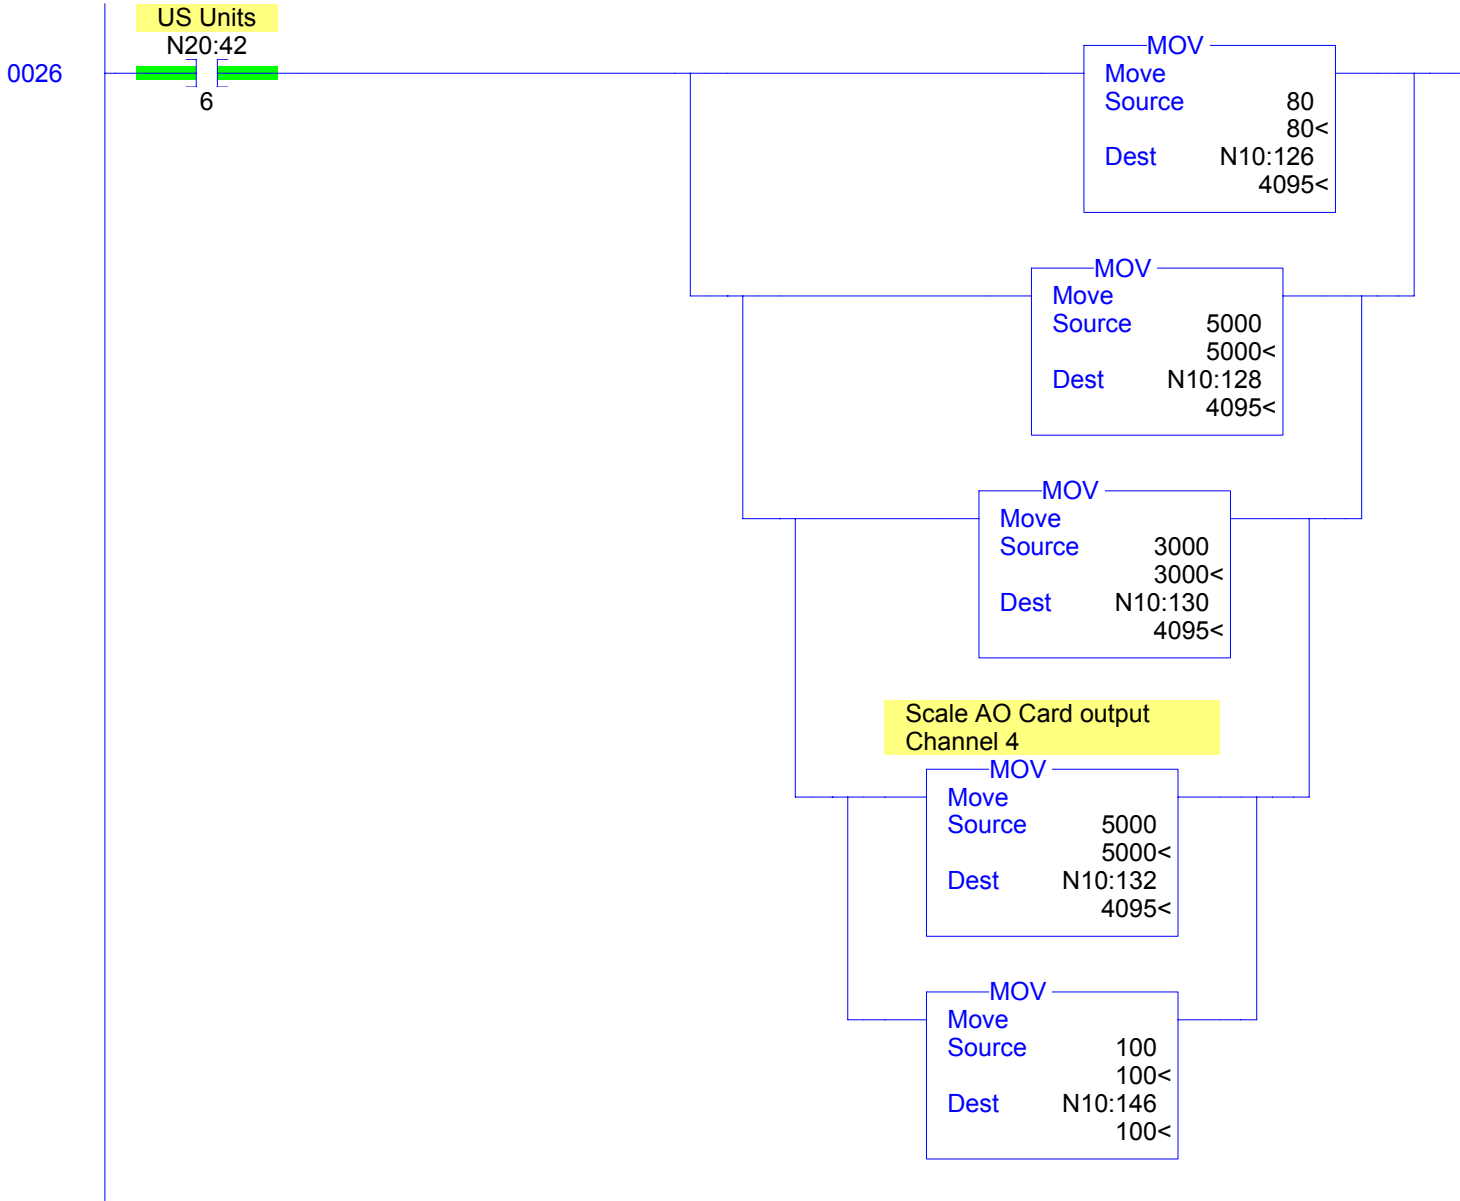 US Units
N20:42
0026
6
MOV
Move
Source 80
80<
Dest N10:126
4095<
MOV
Move
Source 5000
5000<
Dest N10:128
4095<
MOV
Move
Source 3000
3000<
Dest N10:130
4095<
Scale AO Card output
Channel 4
MOV
Move
Source 5000
5000<
Dest N10:132
4095<
MOV
Move
Source 100
100<
Dest N10:146
100<